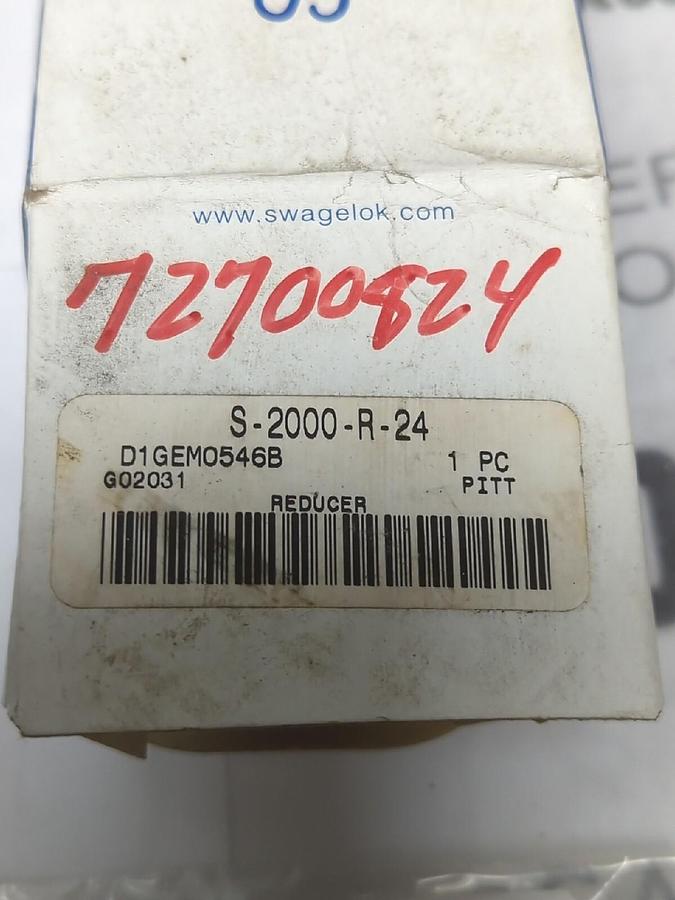 www.swagelok.com
72700824
S-2000-R-24
D1GEM0546B 1 PC
G02031 PITT
REDUCER